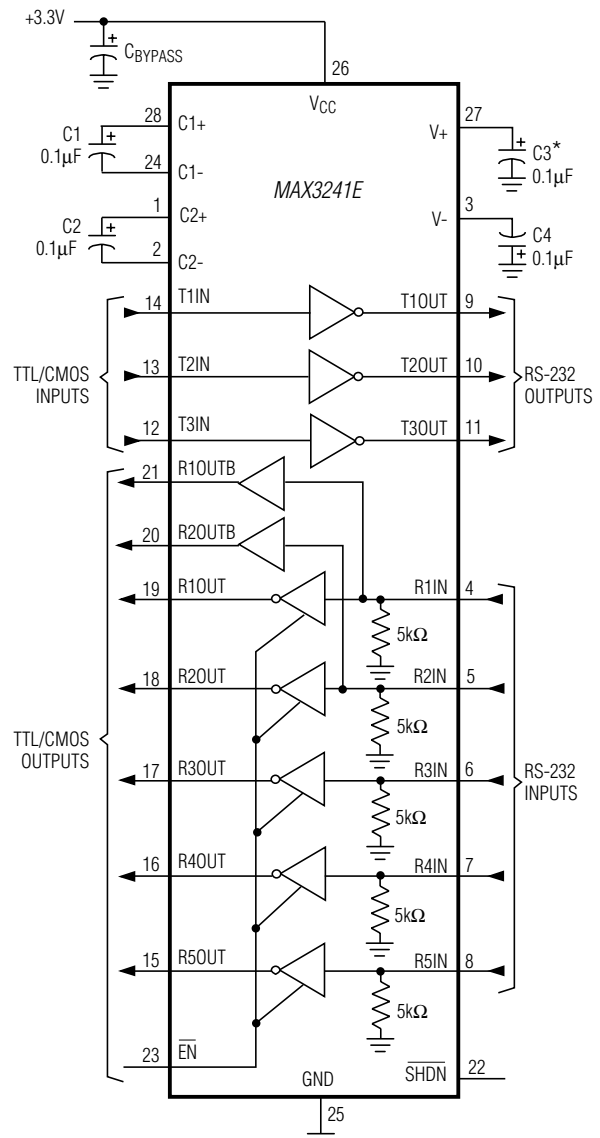 +3.3V
CBYPASS
26
VCC
28
C1+
C1
0.1µF
24
C1-
27
V+
C3*
0.1µF
MAX3241E
1
C2+
C2
0.1µF
2
C2-
3
V-
C4
0.1µF
14
T1IN
T1OUT
9
TTL/CMOS
INPUTS
13
T2IN
T2OUT
10
RS-232
OUTPUTS
12
T3IN
T3OUT
11
21
R1OUTB
20
R2OUTB
19
R1OUT
R1IN
4
5kΩ
18
R2OUT
R2IN
5
5kΩ
TTL/CMOS
OUTPUTS
17
R3OUT
R3IN
6
RS-232
INPUTS
5kΩ
16
R4OUT
R4IN
7
5kΩ
15
R5OUT
R5IN
8
5kΩ
23
EN
GND
SHDN
22
25
+
+
+
+
+